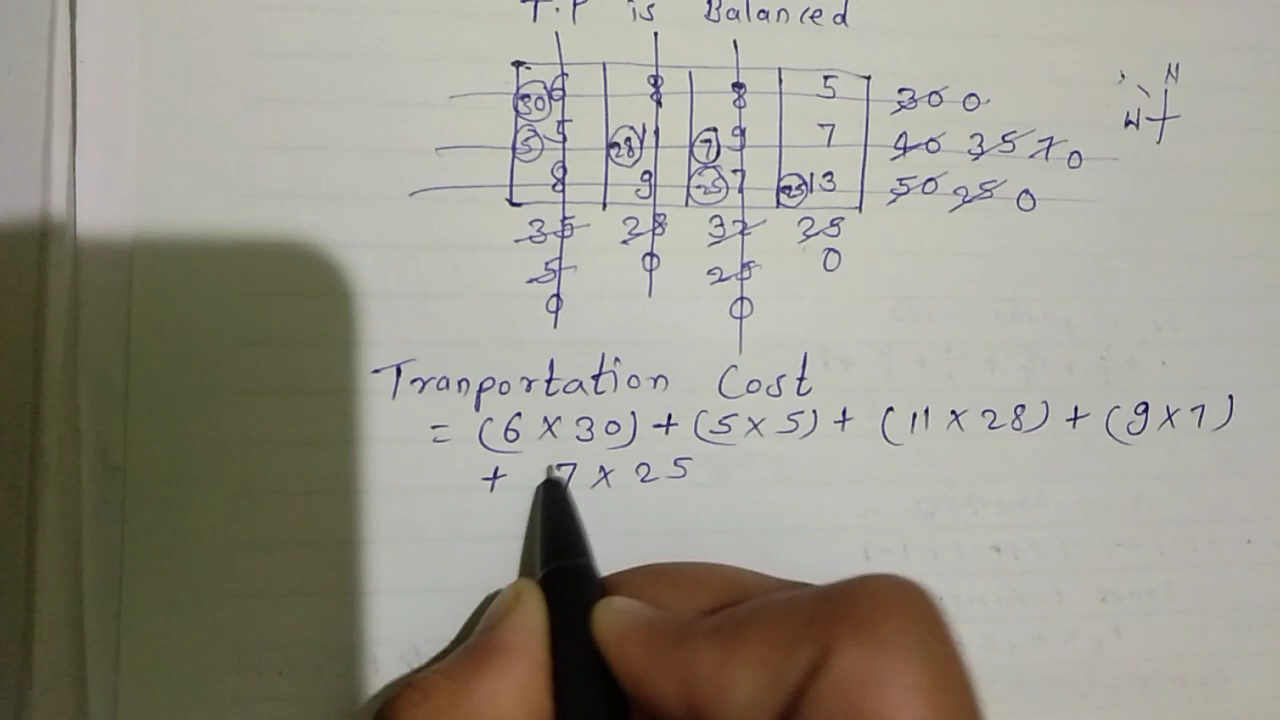 T.P is Balanced
30 6 8 8 5 30 0
5 5 28 11 7 9 7 40 35 7 0
8 9 25 7 25 13 50 25 0
35 28 32 25
5 0 25 0
0 0
N
W
Tranportation Cost
= (6 × 30) + (5 × 5) + (11 × 28) + (9 × 7)
+ 7 × 25